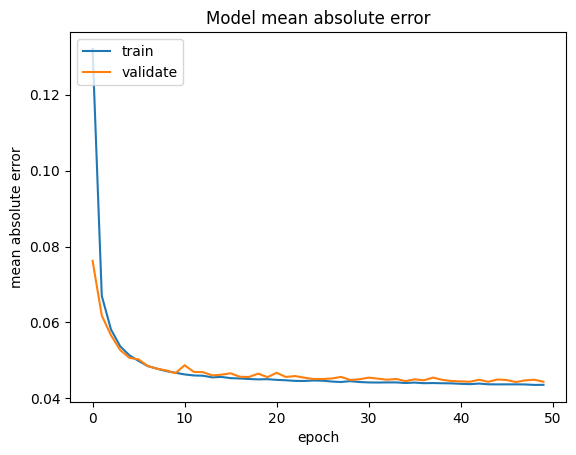 Model mean absolute error
train
validate
mean absolute error
0.12
0.10
0.08
0.06
0.04
0
10
20
30
40
50
epoch